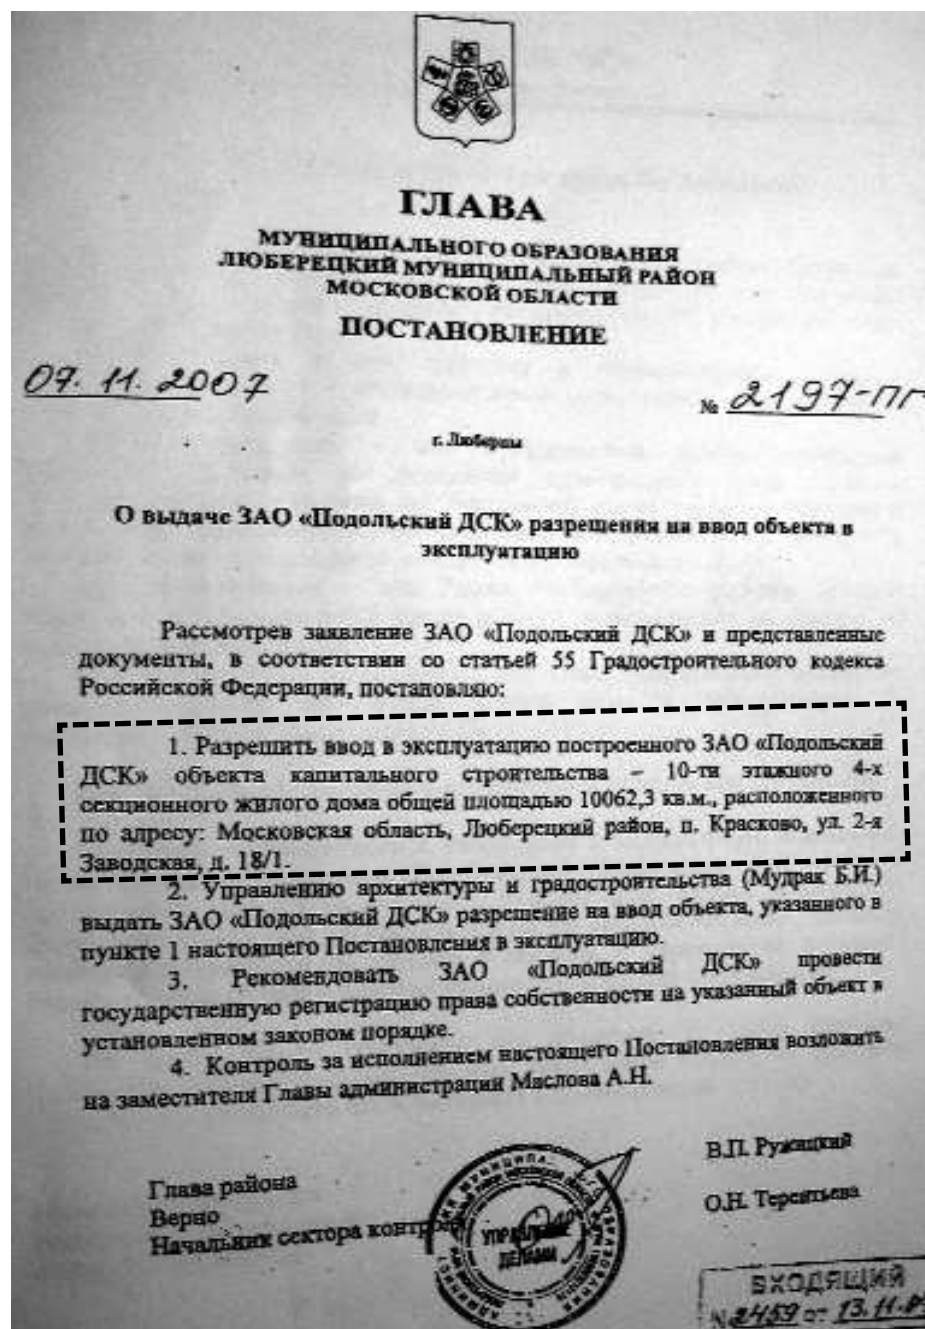 ГЛАВА
МУНИЦИПАЛЬНОГО ОБРАЗОВАНИЯ
ЛЮБЕРЕЦКИЙ МУНИЦИПАЛЬНЫЙ РАЙОН
МОСКОВСКОЙ ОБЛАСТИ
ПОСТАНОВЛЕНИЕ
07. 11. 2007
№ 2197-ПГ
г. Люберцы
О выдаче ЗАО «Подольский ДСК» разрешения на ввод объекта в
эксплуатацию
Рассмотрев заявление ЗАО «Подольский ДСК» и представленные
документы, в соответствии со статьей 55 Градостроительного кодекса
Российской Федерации, постановляю:
1. Разрешить ввод в эксплуатацию построенного ЗАО «Подольский
ДСК» объекта капитального строительства – 10-ти этажного 4-х
секционного жилого дома общей площадью 10062,3 кв.м., расположенного
по адресу: Московская область, Люберецкий район, п. Красково, ул. 2-я
Заводская, д. 18/1.
2. Управлению архитектуры и градостроительства (Мудрак Б.И.)
выдать ЗАО «Подольский ДСК» разрешение на ввод объекта, указанного в
пункте 1 настоящего Постановления в эксплуатацию.
3. Рекомендовать ЗАО «Подольский ДСК» провести
государственную регистрацию права собственности на указанный объект в
установленном законом порядке.
4. Контроль за исполнением настоящего Постановления возложить
на заместителя Главы администрации Маслова А.Н.
Глава района В.П. Ружицкий
Верно
Начальник сектора О.Н. Терентьева
УПРАВЛЕНИЕ
ДЕЛАМИ
ВХОДЯЩИЙ
N 2459 от 13.11.